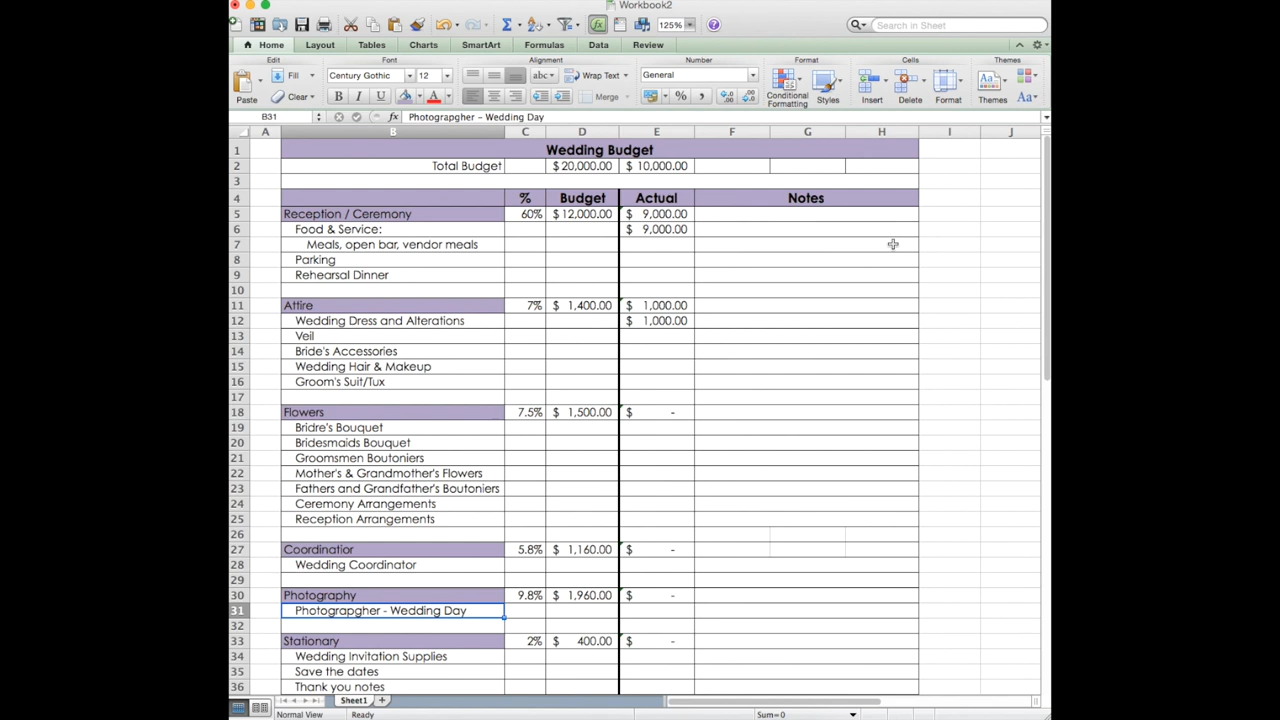 Workbook2
125%
Search in Sheet
Home Layout Tables Charts SmartArt Formulas Data Review
Edit Font Alignment Number Format Cells Themes
Fill Century Gothic 12 abc Wrap Text General
Paste Clear B I U A Merge % , Conditional Formatting Styles Insert Delete Format Themes Aa
B31 fx Photograpgher - Wedding Day
A B C D E F G H I J
1 Wedding Budget
2 Total Budget $ 20,000.00 $ 10,000.00
3
4 % Budget Actual Notes
5 Reception / Ceremony 60% $ 12,000.00 $ 9,000.00
6 Food & Service: $ 9,000.00
7 Meals, open bar, vendor meals
8 Parking
9 Rehearsal Dinner
10
11 Attire 7% $ 1,400.00 $ 1,000.00
12 Wedding Dress and Alterations $ 1,000.00
13 Veil
14 Bride's Accessories
15 Wedding Hair & Makeup
16 Groom's Suit/Tux
17
18 Flowers 7.5% $ 1,500.00 $ -
19 Bridre's Bouquet
20 Bridesmaids Bouquet
21 Groomsmen Boutoniers
22 Mother's & Grandmother's Flowers
23 Fathers and Grandfather's Boutoniers
24 Ceremony Arrangements
25 Reception Arrangements
26
27 Coordinatior 5.8% $ 1,160.00 $ -
28 Wedding Coordinator
29
30 Photography 9.8% $ 1,960.00 $ -
31 Photograpgher - Wedding Day
32
33 Stationary 2% $ 400.00 $ -
34 Wedding Invitation Supplies
35 Save the dates
36 Thank you notes
Sheet1
Normal View Ready Sum=0